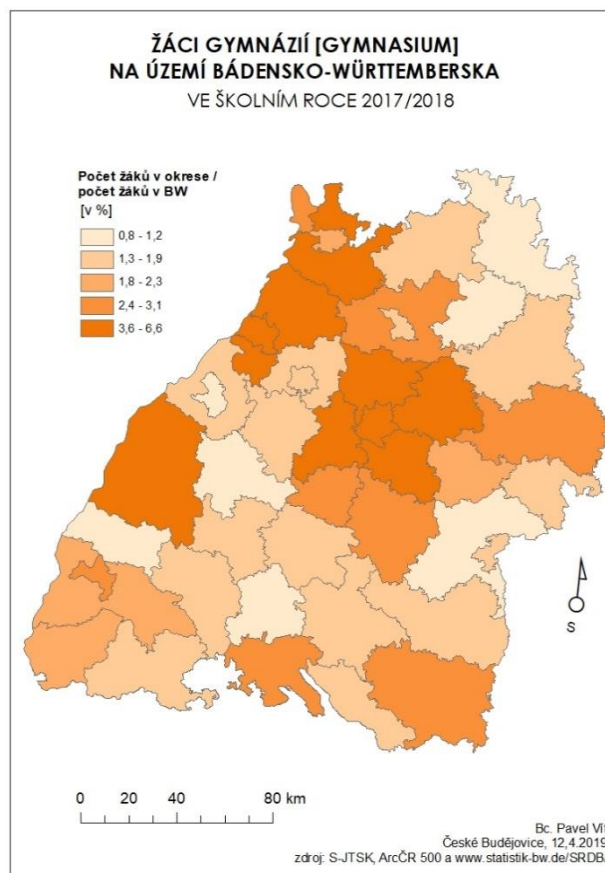 ŽÁCI GYMNÁZIÍ [GYMNASIUM]
NA ÚZEMÍ BÁDENSKO-WÜRTTEMBERSKA
VE ŠKOLNÍM ROCE 2017/2018
Počet žáků v okrese /
počet žáků v BW
[v %]
0,8 - 1,2
1,3 - 1,9
1,8 - 2,3
2,4 - 3,1
3,6 - 6,6
S
0 20 40 80 km
Bc. Pavel Vít
České Budějovice, 12,4.2019
zdroj: S-JTSK, ArcČR 500 a www.statistik-bw.de/SRDB/